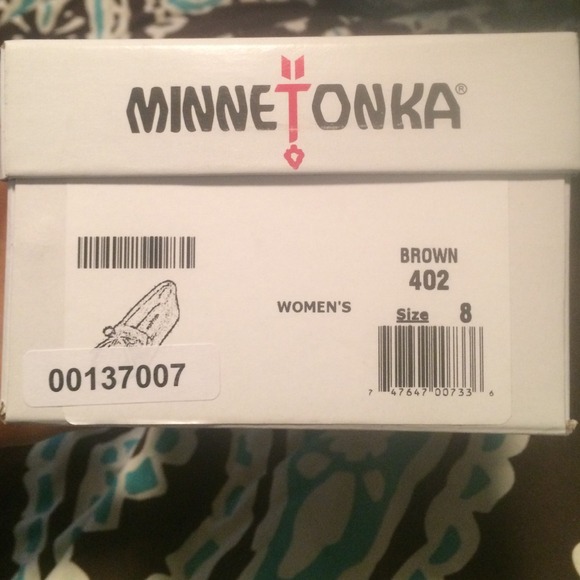 MINNETONKA®
BROWN
402
WOMEN'S
Size 8
00137007
7 47647 00733 6